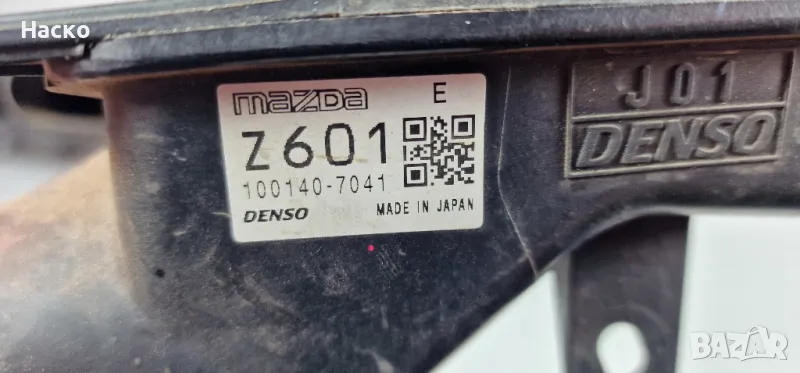 Наско
mazda E
Z601
100140-7041
DENSO MADE IN JAPAN
J01
DENSO
BAZAR